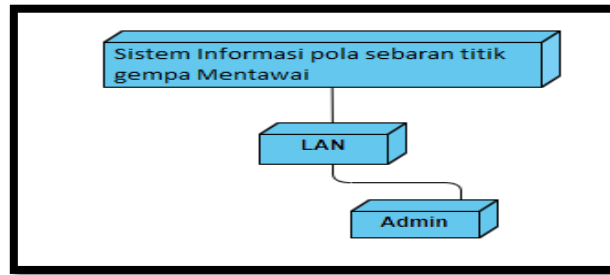 Sistem Informasi pola sebaran titik
gempa Mentawai
LAN
Admin